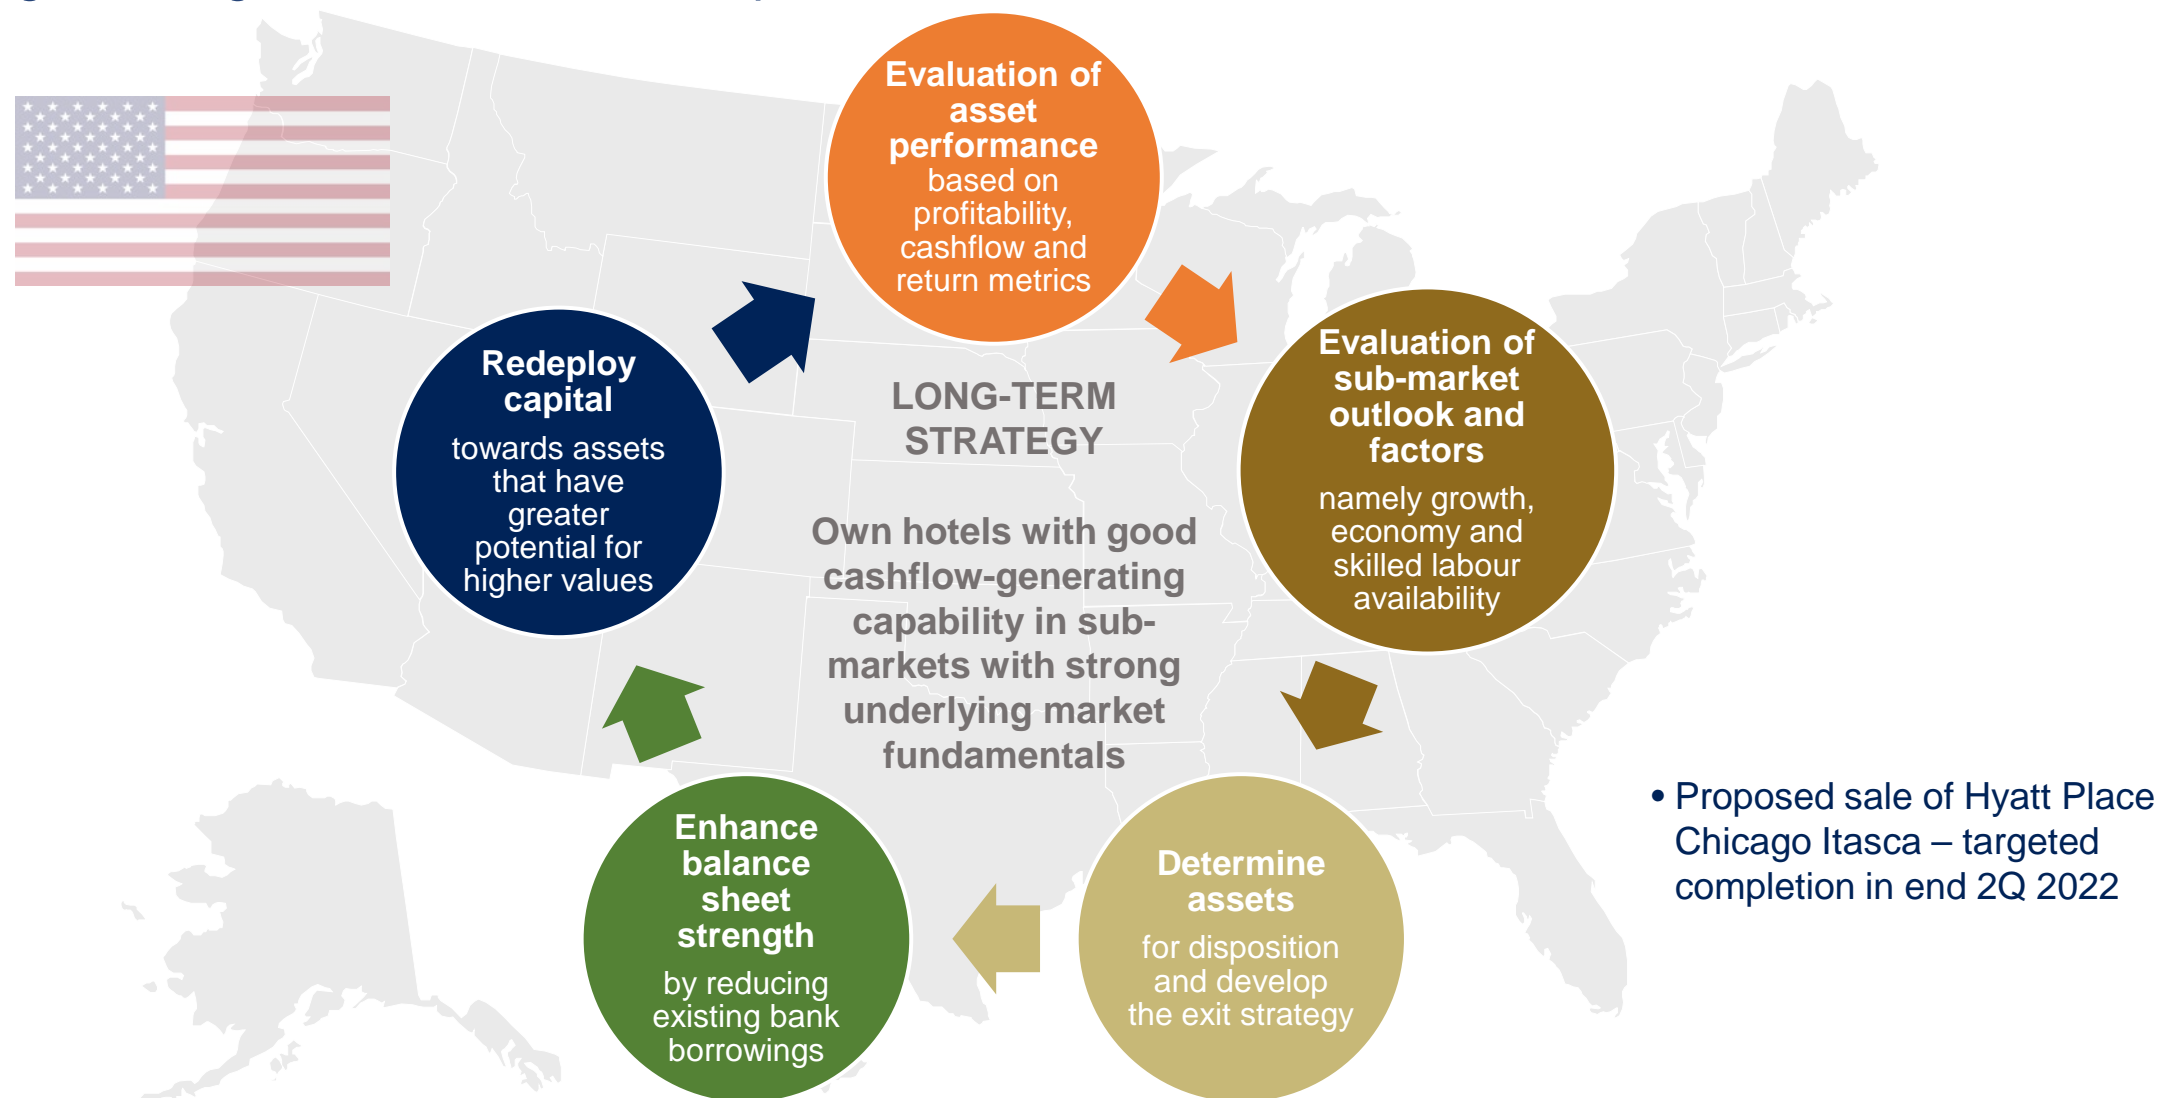 Evaluation of
asset
performance
based on
profitability,
cashflow and
return metrics
Evaluation of
sub-market
outlook and
factors
namely growth,
economy and
skilled labour
availability
Determine
assets
for disposition
and develop
the exit strategy
Enhance
balance
sheet
strength
by reducing
existing bank
borrowings
Redeploy
capital
towards assets
that have
greater
potential for
higher values
LONG-TERM
STRATEGY
Own hotels with good
cashflow-generating
capability in sub-
markets with strong
underlying market
fundamentals
• Proposed sale of Hyatt Place
Chicago Itasca – targeted
completion in end 2Q 2022